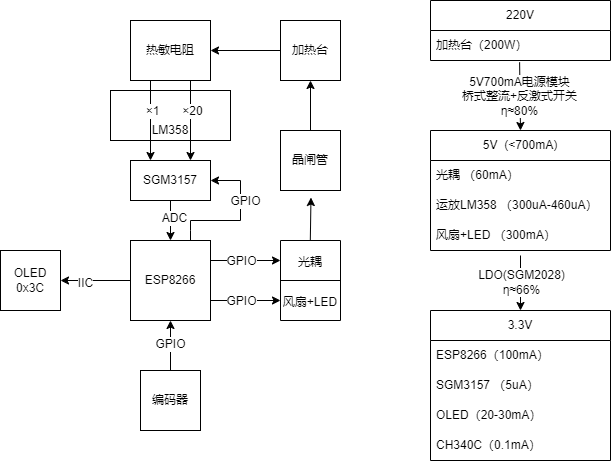 热敏电阻
加热台
×1
×20
LM358
SGM3157
晶闸管
GPIO
ADC
OLED
0x3C
IIC
ESP8266
GPIO
光耦
GPIO
风扇+LED
GPIO
编码器
220V
加热台（200W）
5V700mA电源模块
桥式整流+反激式开关
η≈80%
5V（<700mA）
光耦（60mA）
运放LM358（300uA-460uA）
风扇+LED（300mA）
LDO(SGM2028)
η≈66%
3.3V
ESP8266（100mA）
SGM3157（5uA）
OLED（20-30mA）
CH340C（0.1mA）